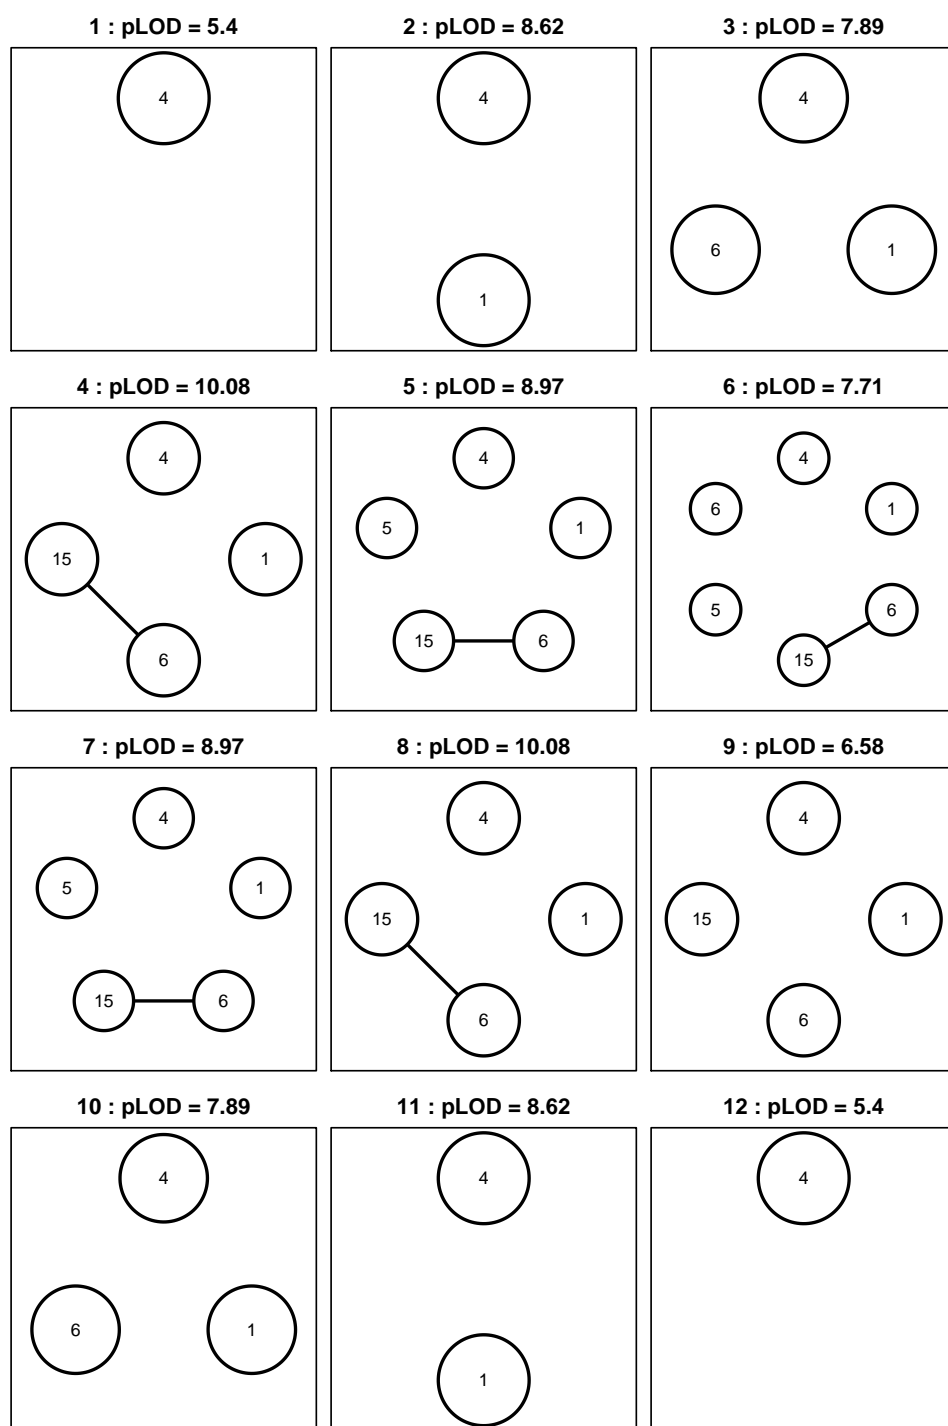 1 : pLOD = 5.4 2 : pLOD = 8.62 3 : pLOD = 7.89
4 4 4
6 1
1
4 : pLOD = 10.08 5 : pLOD = 8.97 6 : pLOD = 7.71
4 4 4
6 1
5 1
15 1
5 6
15 6
6 15
7 : pLOD = 8.97 8 : pLOD = 10.08 9 : pLOD = 6.58
4 4 4
5 1
15 1 15 1
15 6
6 6
10 : pLOD = 7.89 11 : pLOD = 8.62 12 : pLOD = 5.4
4 4 4
6 1
1